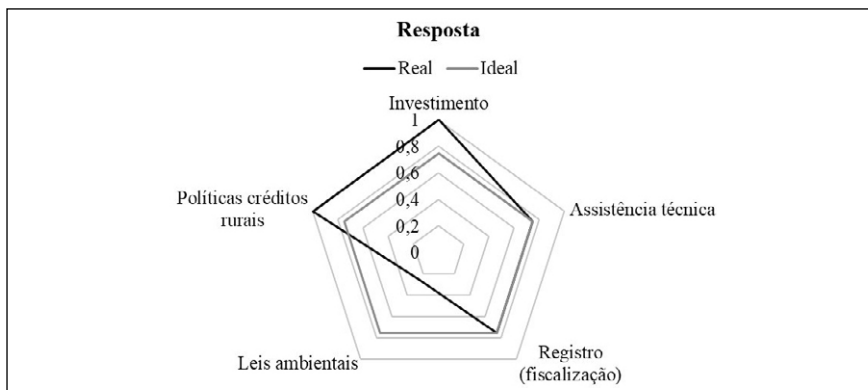 Resposta
Real Ideal
Investimento
1
0,8
0,6
0,4
0,2
0
Políticas créditos
rurais
Assistência técnica
Leis ambientais
Registro
(fiscalização)